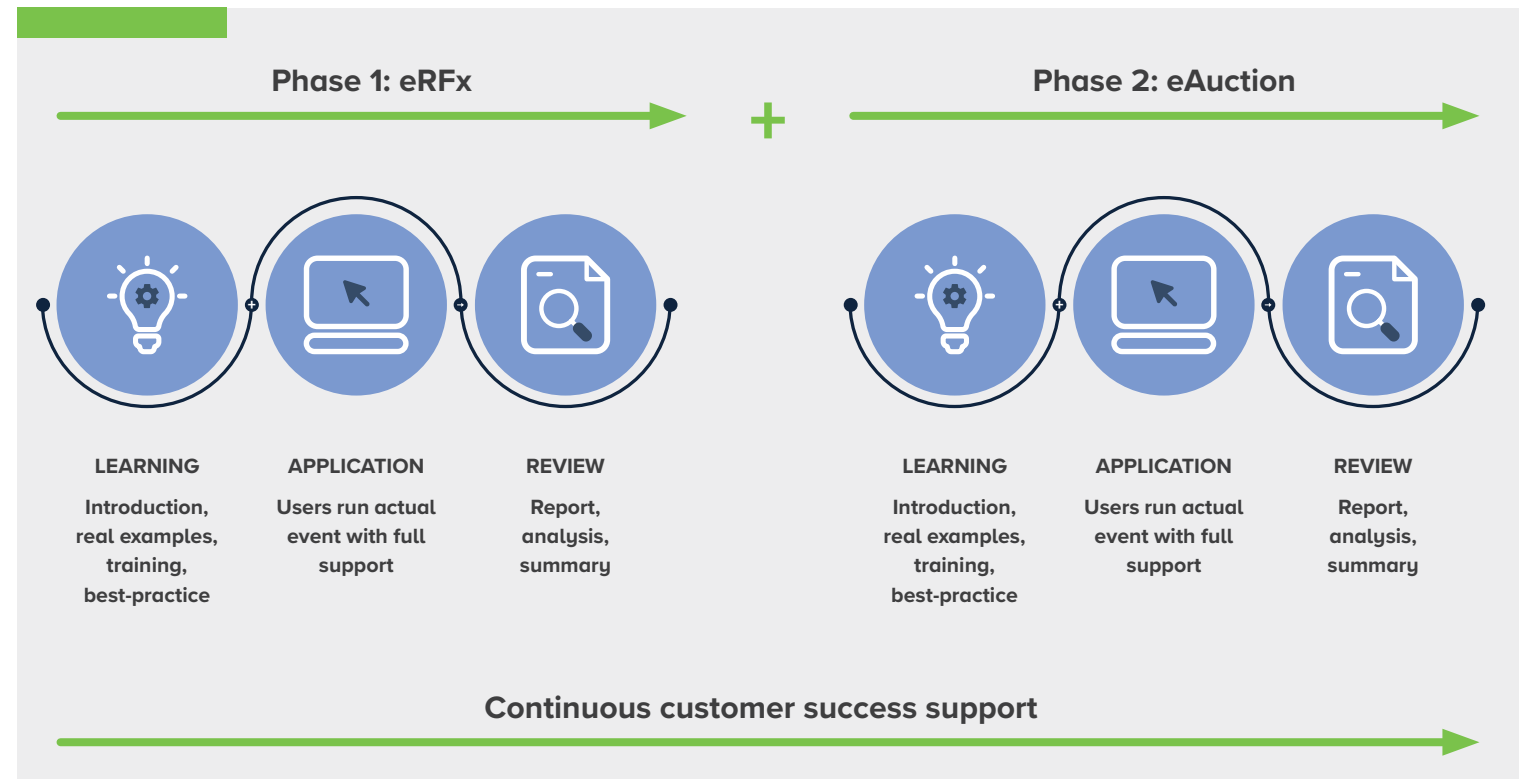 Phase 1: eRFx
Phase 2: eAuction
LEARNING
Introduction,
real examples,
training,
best-practice
APPLICATION
Users run actual
event with full
support
REVIEW
Report,
analysis,
summary
LEARNING
Introduction,
real examples,
training,
best-practice
APPLICATION
Users run actual
event with full
support
REVIEW
Report,
analysis,
summary
Continuous customer success support